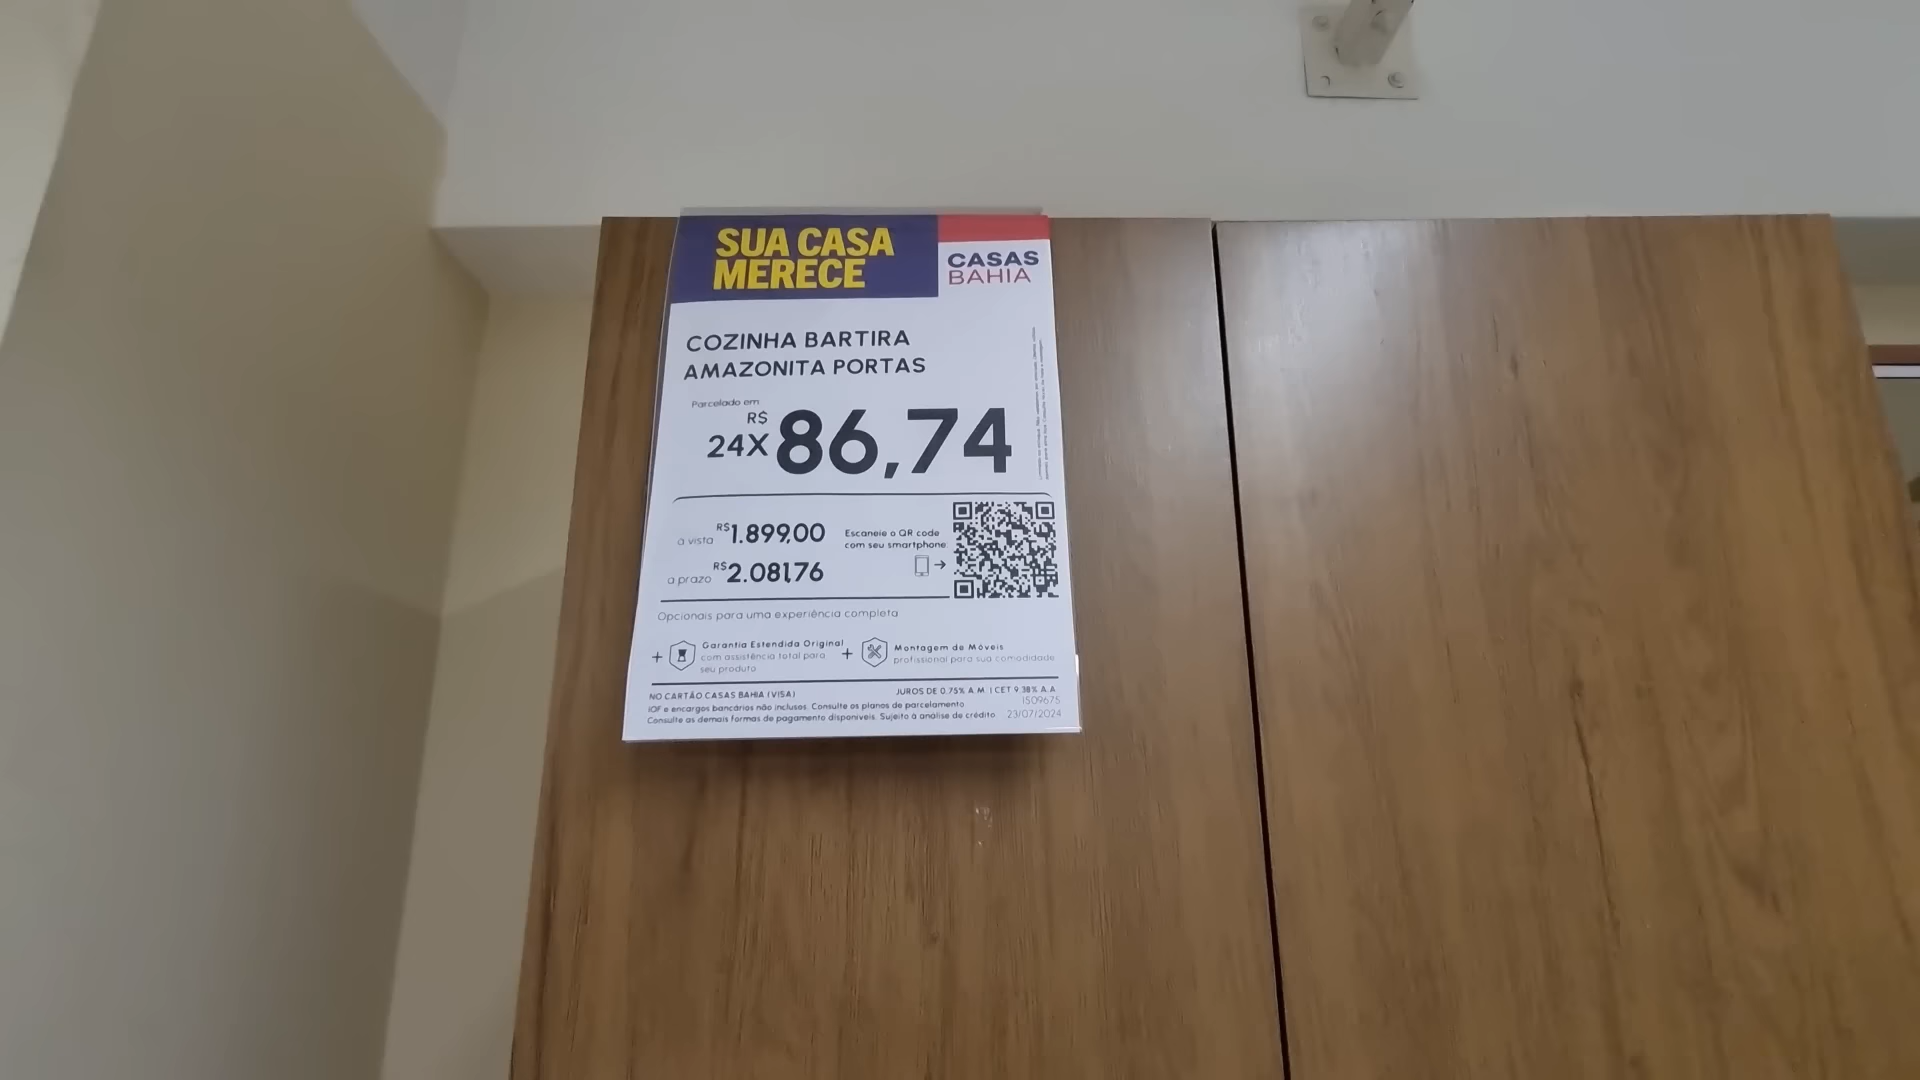 SUA CASA
MERECE
CASAS
BAHIA
COZINHA BARTIRA
AMAZONITA PORTAS
Parcelado em
R$
24X 86,74
à vista R$ 1.899,00
a prazo R$ 2.081,76
Escaneie o QR code
com seu smartphone
Opcionais para uma experiência completa
+ Garantia Estendida Original
com assistência total para
seu produto
+ Montagem de Móveis
profissional para sua comodidade
NO CARTÃO CASAS BAHIA (VISA)
JUROS DE 0.75% A.M. | CET 9.38% A.A.
IOF e encargos bancários não inclusos. Consulte os planos de parcelamento.
Consulte as demais formas de pagamento disponíveis. Sujeito à análise de crédito.
23/07/2024